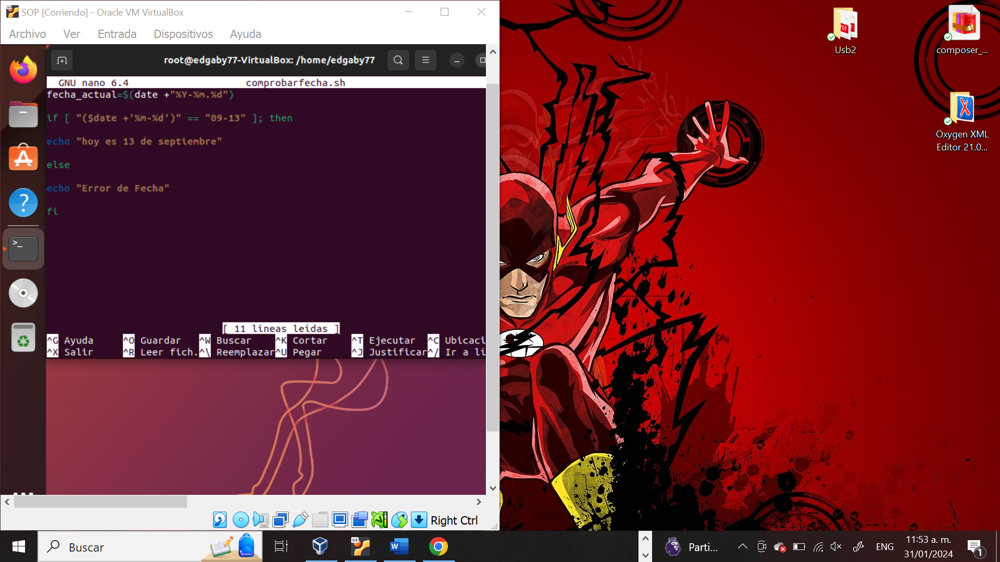 SOP [Corriendo] - Oracle VM VirtualBox
Archivo Ver Entrada Dispositivos Ayuda
root@edgaby77-VirtualBox: /home/edgaby77
GNU nano 6.4 comprobarfecha.sh
fecha_actual=$(date +"%Y-%m.%d")
if [ "($date +'%m-%d')" == "09-13" ]; then
echo "hoy es 13 de septiembre"
else
echo "Error de Fecha"
fi
[ 11 líneas leídas ]
^G Ayuda ^O Guardar ^W Buscar ^K Cortar ^T Ejecutar ^C Ubicaci
^X Salir ^R Leer fich. ^\ Reemplazar ^U Pegar ^J Justificar ^/ Ir a lí
Right Ctrl
Usb2
composer_...
Oxygen XML
Editor 21.0...
Buscar
Parti...
ENG
11:53 a. m.
31/01/2024
1